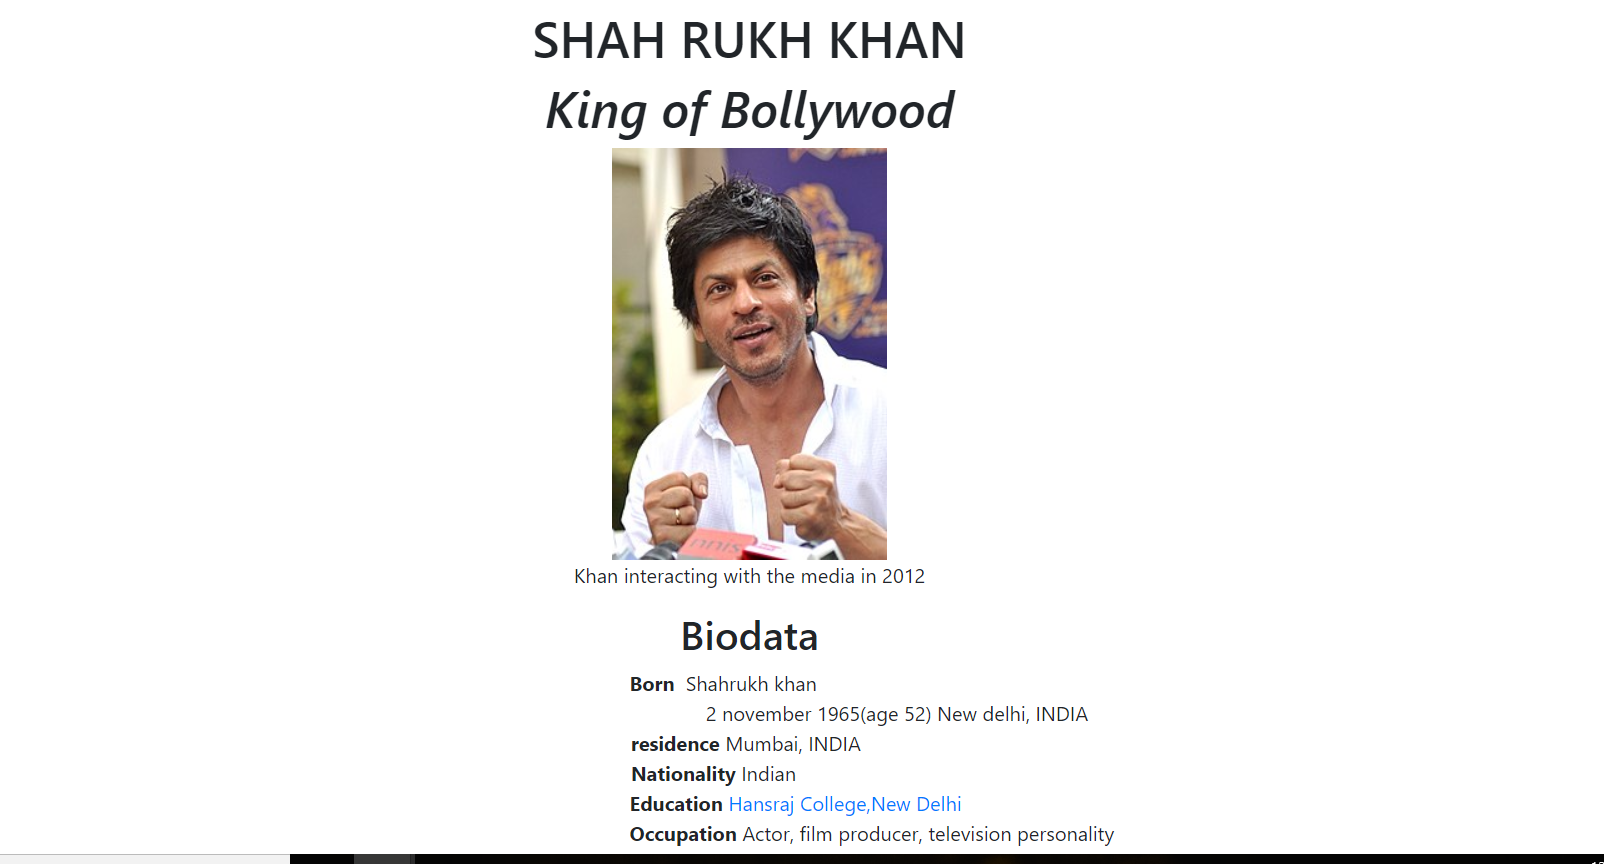 SHAH RUKH KHAN
King of Bollywood
nnis
Khan interacting with the media in 2012
Biodata
Born Shahrukh khan
2 november 1965(age 52) New delhi, INDIA
residence Mumbai, INDIA
Nationality Indian
Education Hansraj College,New Delhi
Occupation Actor, film producer, television personality